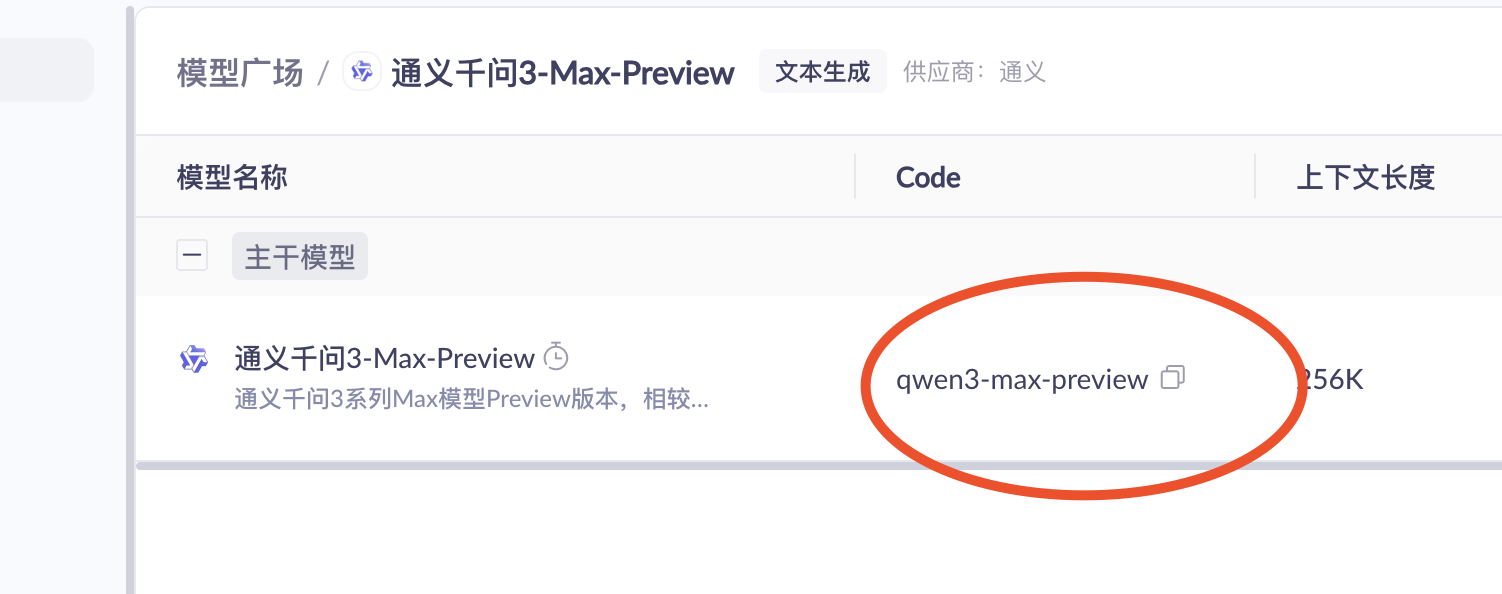 模型广场 / 通义千问3-Max-Preview 文本生成 供应商：通义
模型名称 Code 上下文长度
主干模型
通义千问3-Max-Preview
通义千问3系列Max模型Preview版本，相较...
qwen3-max-preview 256K